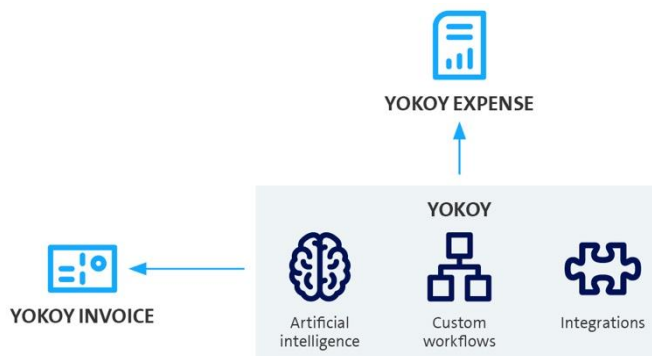 YOKOY EXPENSE
YOKOY
YOKOY INVOICE
Artificial
intelligence
Custom
workflows
Integrations